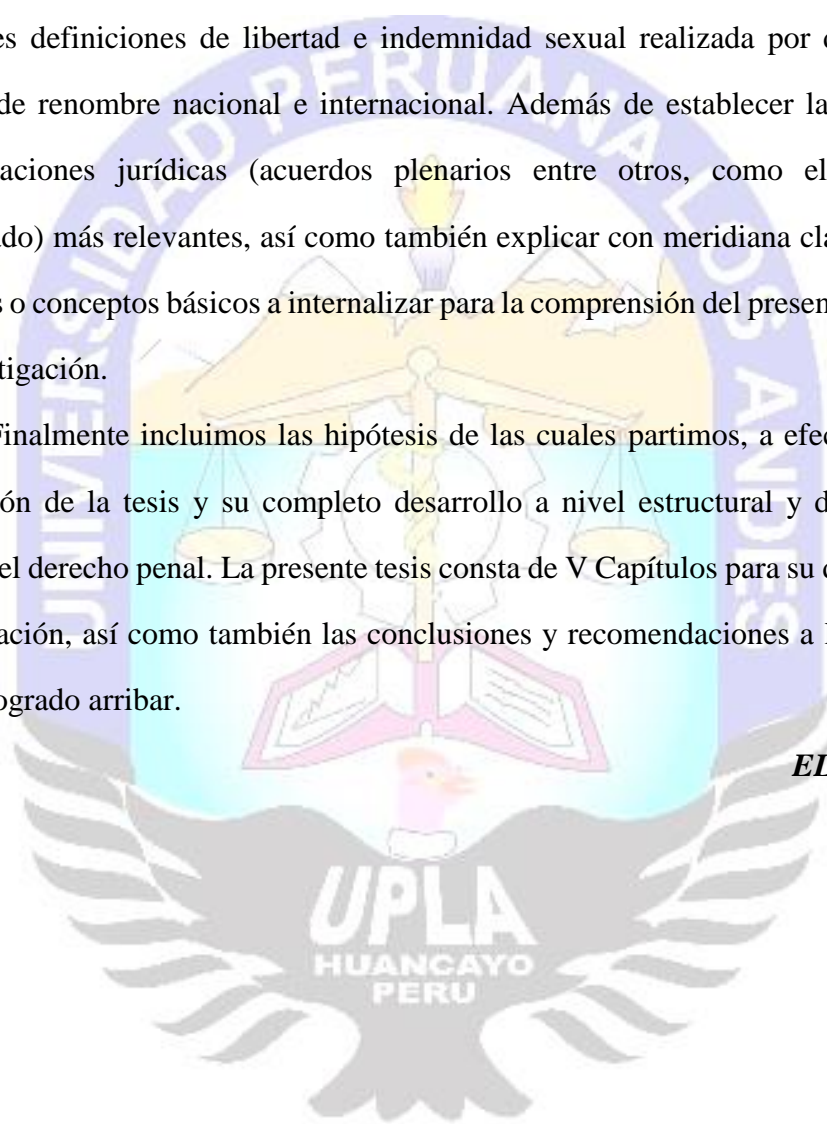 es definiciones de libertad e indemnidad sexual realizada por
de renombre nacional e internacional. Además de establecer la
aciones jurídicas (acuerdos plenarios entre otros, como el
do) más relevantes, así como también explicar con meridiana cla
s o conceptos básicos a internalizar para la comprensión del presen
tigación.
Finalmente incluimos las hipótesis de las cuales partimos, a efec
ón de la tesis y su completo desarrollo a nivel estructural y d
el derecho penal. La presente tesis consta de V Capítulos para su
ación, así como también las conclusiones y recomendaciones a l
ogrado arribar.
EL
UNIVERSIDAD PERUANA LOS ANDES
UPLA
HUANCAYO
PERU